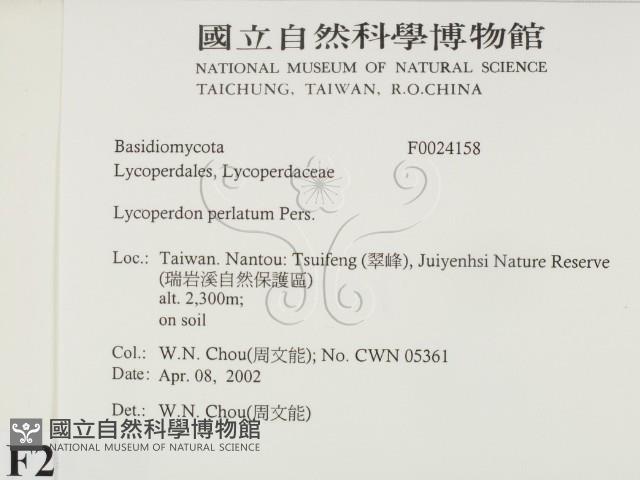 國立自然科學博物館
NATIONAL MUSEUM OF NATURAL SCIENCE
TAICHUNG, TAIWAN, R.O.CHINA
Basidiomycota F0024158
Lycoperdales, Lycoperdaceae
Lycoperdon perlatum Pers.
Loc.: Taiwan. Nantou: Tsuifeng (翠峰), Juiyenhsi Nature Reserve
(瑞岩溪自然保護區)
alt. 2,300m;
on soil
Col.: W.N. Chou(周文能); No. CWN 05361
Date: Apr. 08, 2002
Det.: W.N. Chou(周文能)
國立自然科學博物館
NATIONAL MUSEUM OF NATURAL SCIENCE
F2